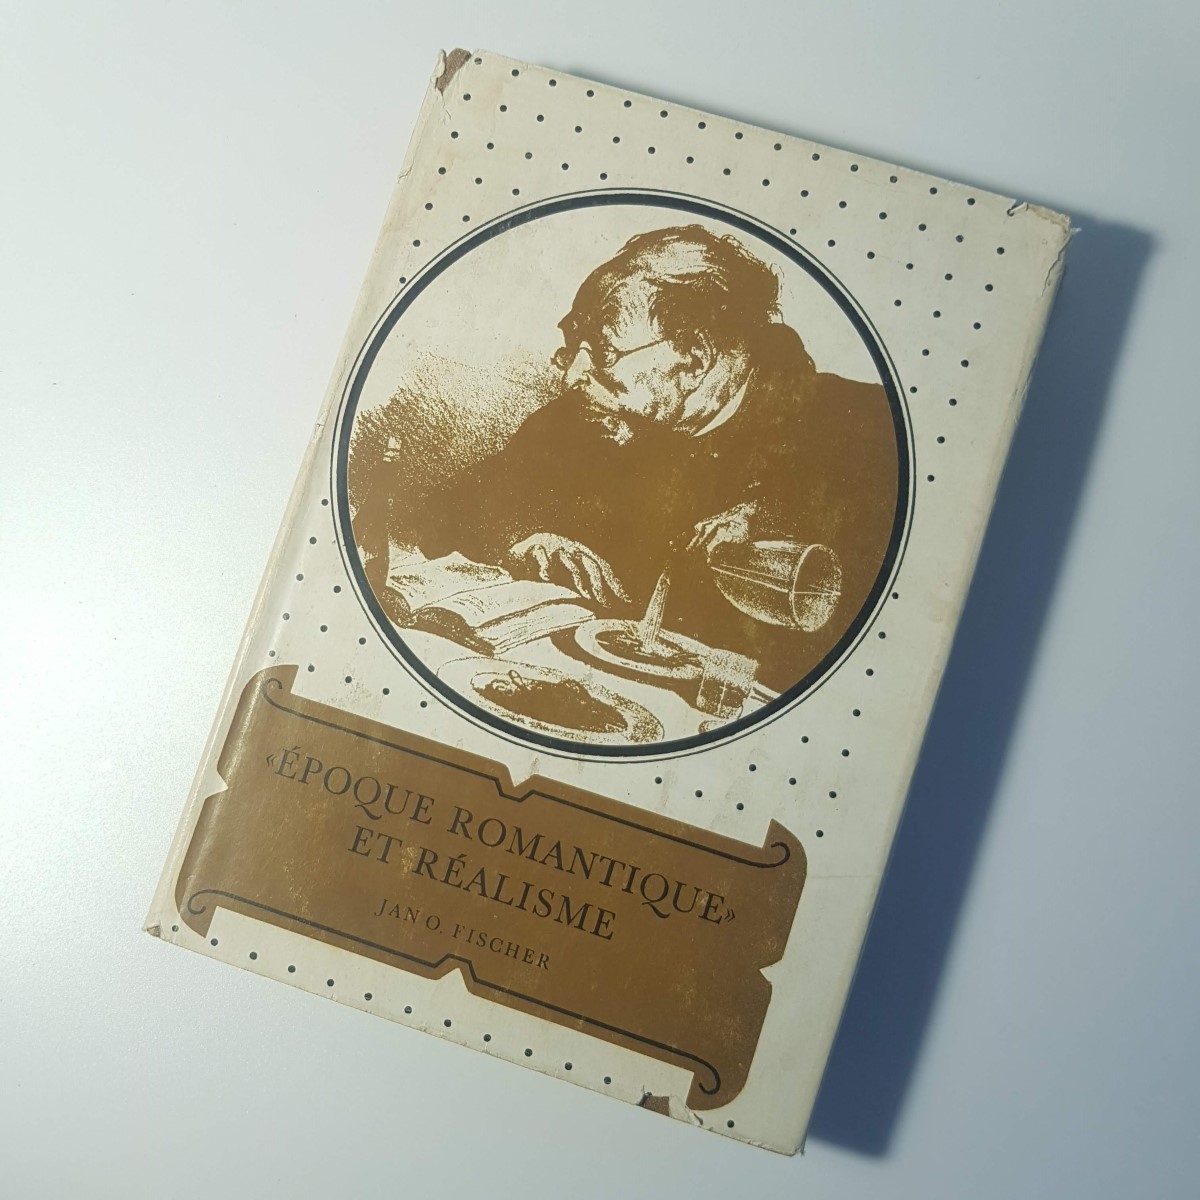 «ÉPOQUE ROMANTIQUE»
ET RÉALISME
JAN O. FISCHER